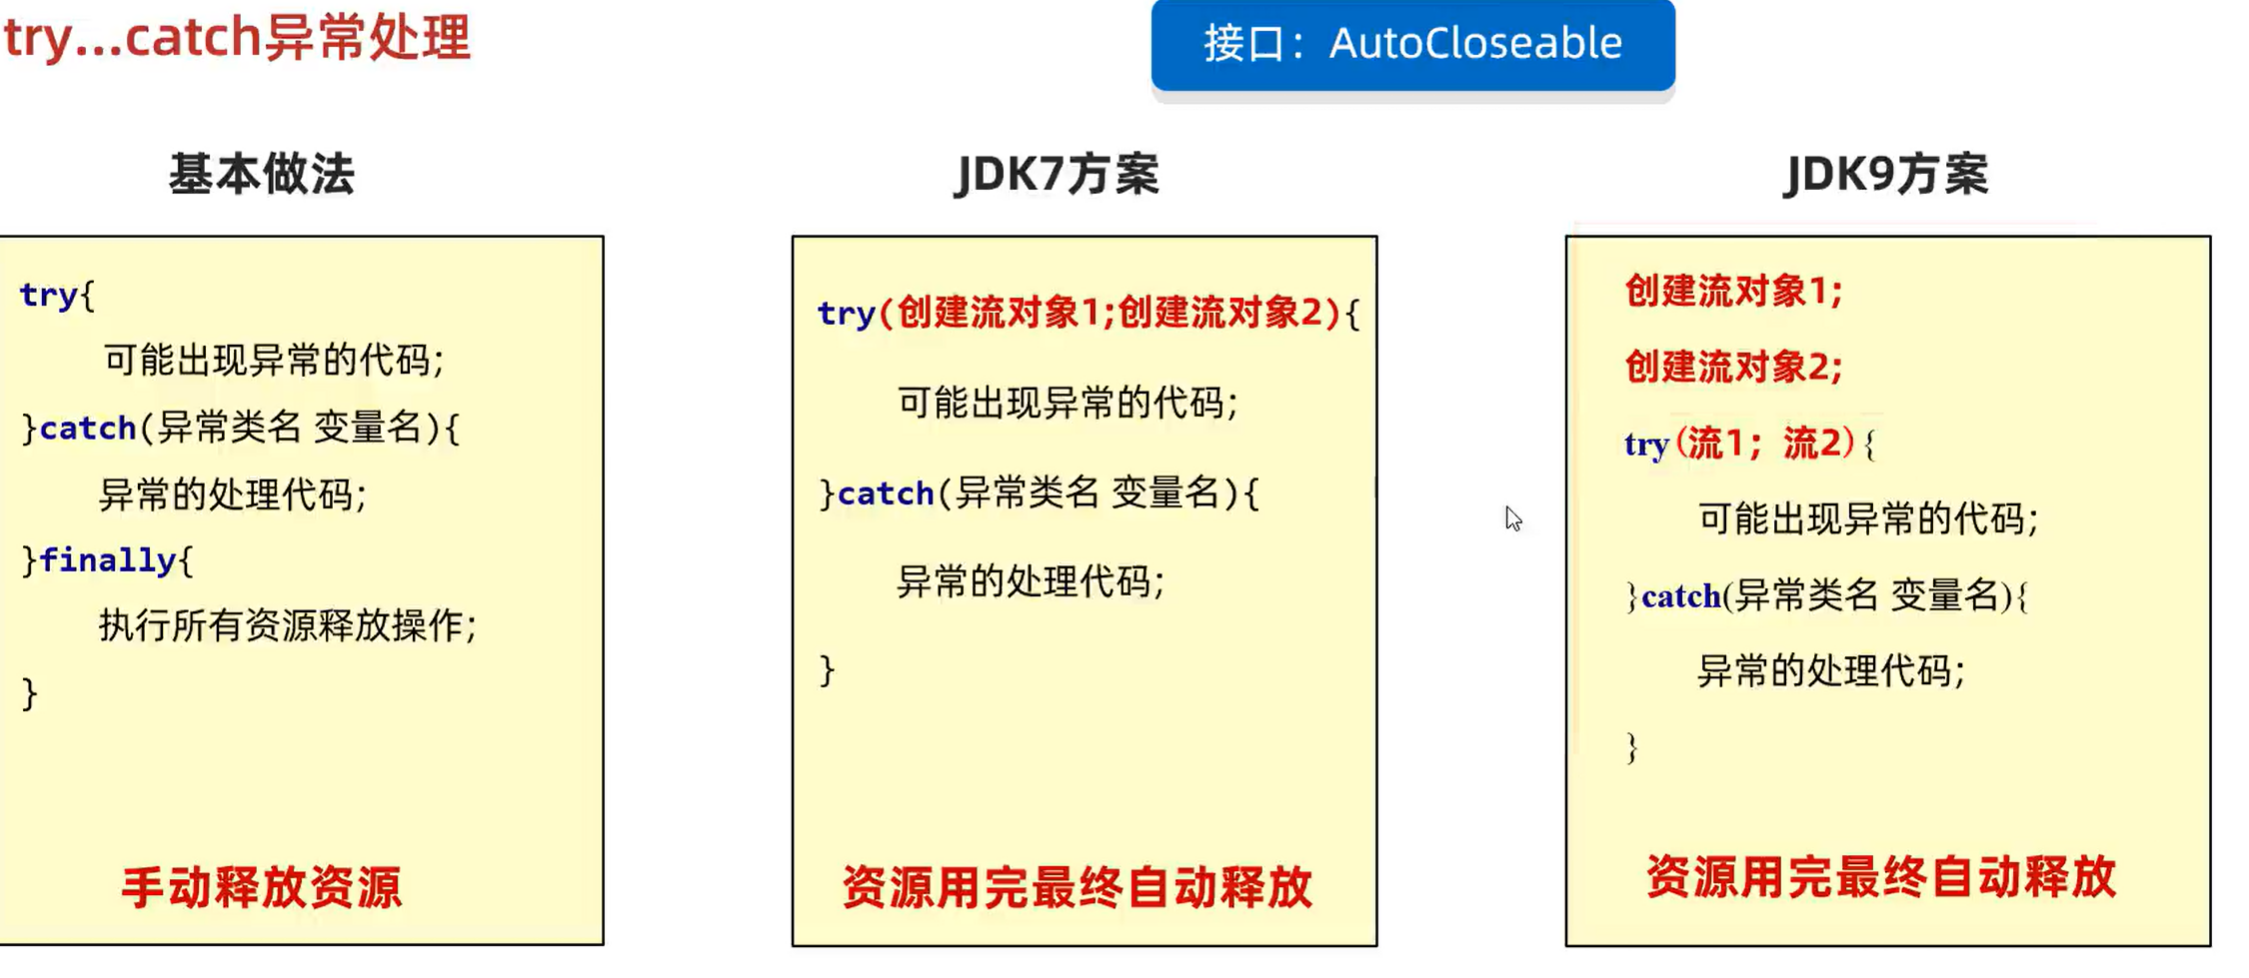 try...catch异常处理
接口：AutoCloseable
基本做法
try{
可能出现异常的代码;
}catch(异常类名 变量名){
异常的处理代码;
}finally{
执行所有资源释放操作;
}
手动释放资源
JDK7方案
try(创建流对象1;创建流对象2){
可能出现异常的代码;
}catch(异常类名 变量名){
异常的处理代码;
}
资源用完最终自动释放
JDK9方案
创建流对象1;
创建流对象2;
try(流1；流2){
可能出现异常的代码;
}catch(异常类名 变量名){
异常的处理代码;
}
资源用完最终自动释放